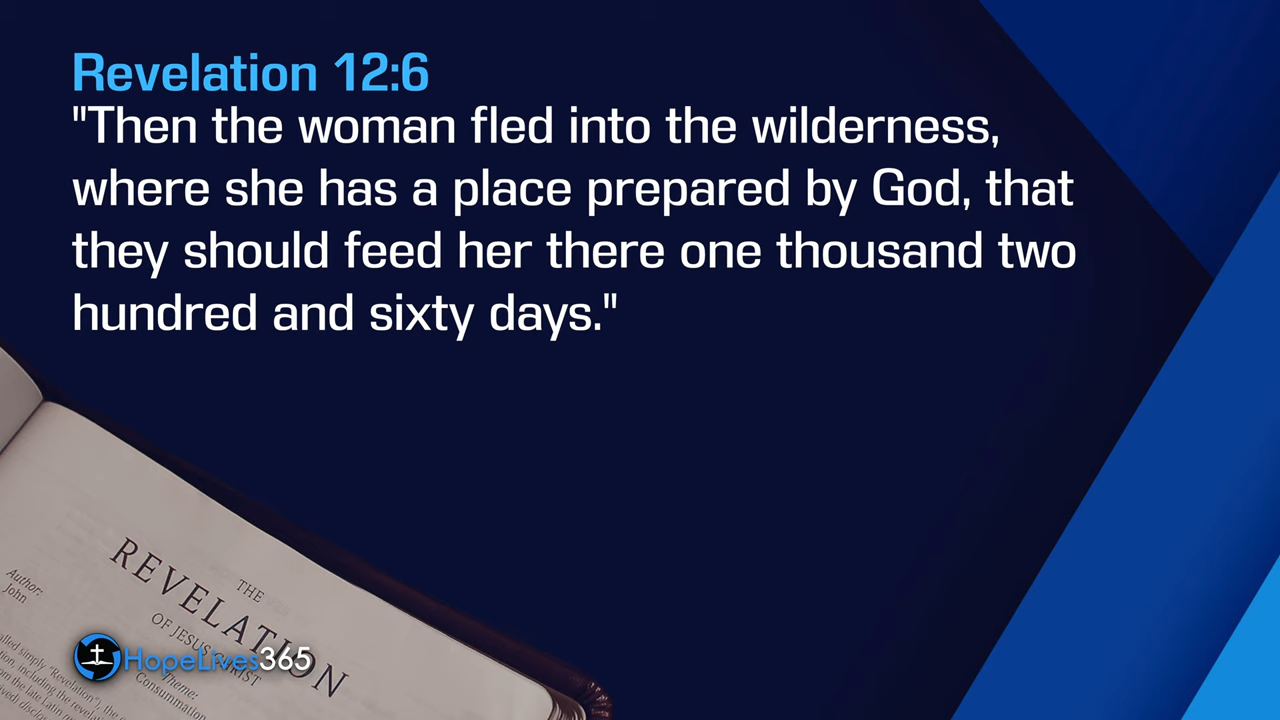 Revelation 12:6
"Then the woman fled into the wilderness,
where she has a place prepared by God, that
they should feed her there one thousand two
hundred and sixty days."
THE
REVELATION
OF JESUS CHRIST
Author:
John
Theme:
Consummation
HopeLives365